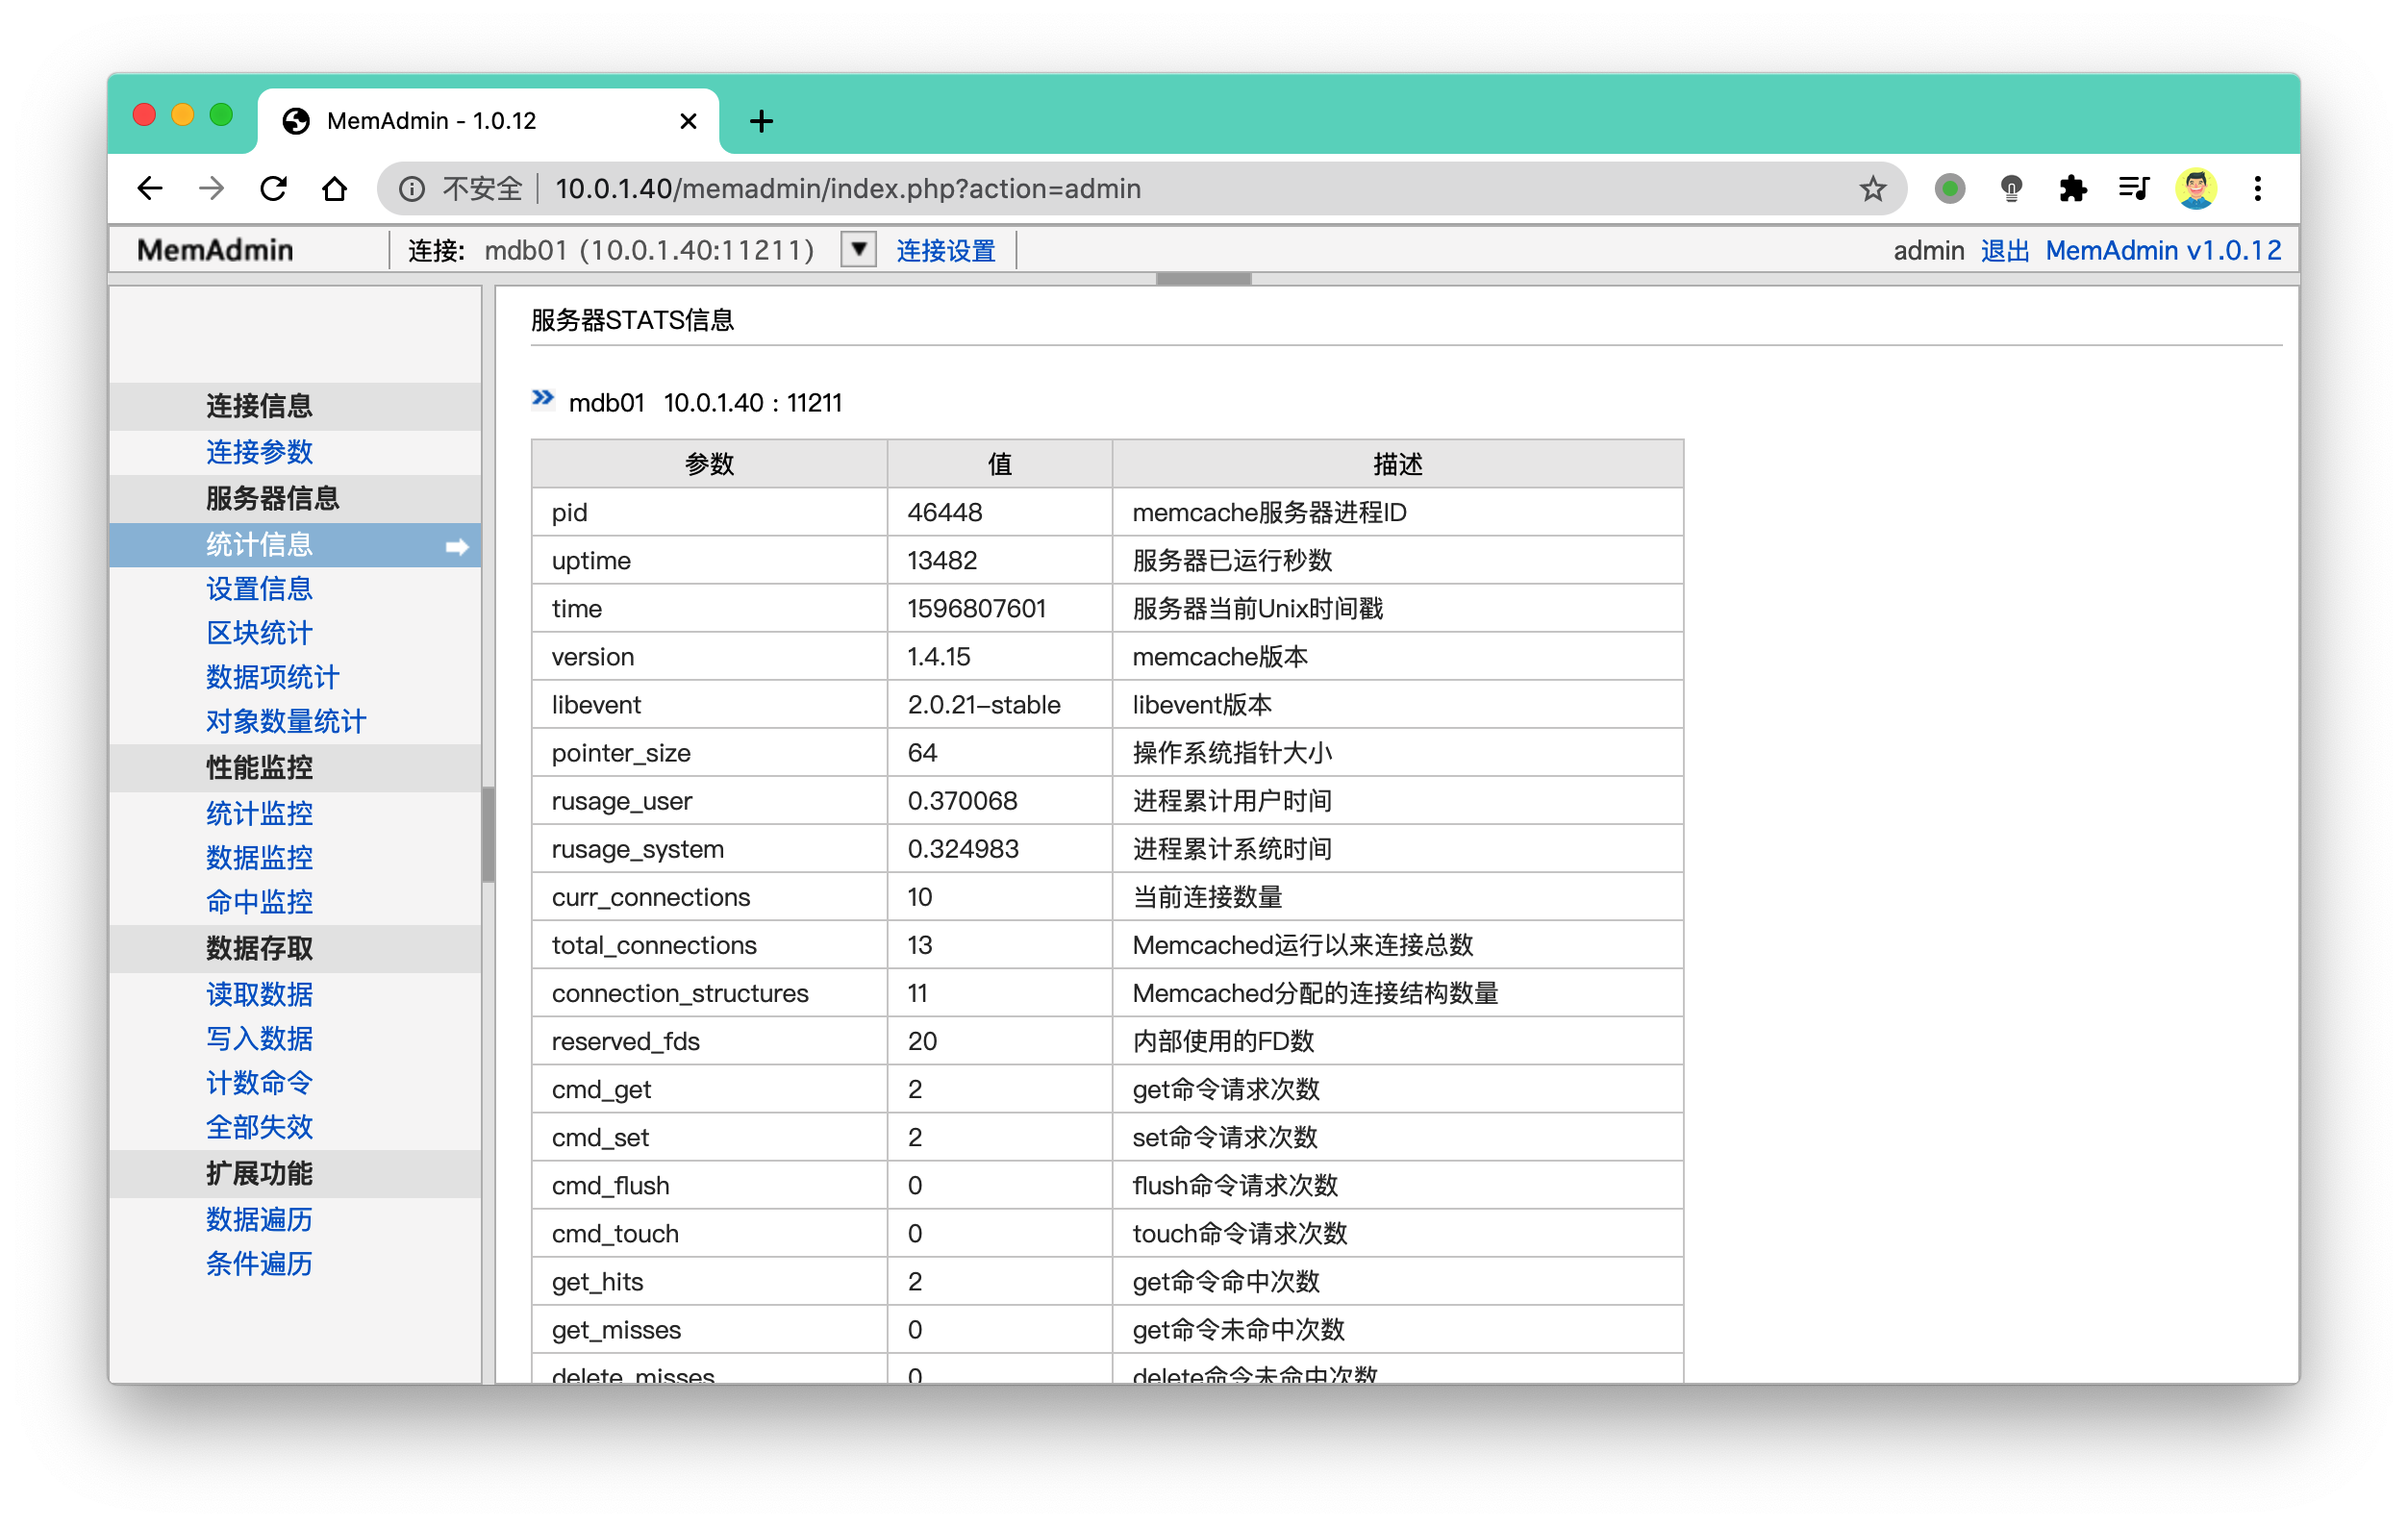 MemAdmin - 1.0.12
不安全 10.0.1.40/memadmin/index.php?action=admin
MemAdmin 连接: mdb01 (10.0.1.40:11211) 连接设置 admin 退出 MemAdmin v1.0.12
连接信息
连接参数
服务器信息
统计信息
设置信息
区块统计
数据项统计
对象数量统计
性能监控
统计监控
数据监控
命中监控
数据存取
读取数据
写入数据
计数命令
全部失效
扩展功能
数据遍历
条件遍历
服务器STATS信息
mdb01 10.0.1.40 : 11211
参数 值 描述
pid 46448 memcache服务器进程ID
uptime 13482 服务器已运行秒数
time 1596807601 服务器当前Unix时间戳
version 1.4.15 memcache版本
libevent 2.0.21-stable libevent版本
pointer_size 64 操作系统指针大小
rusage_user 0.370068 进程累计用户时间
rusage_system 0.324983 进程累计系统时间
curr_connections 10 当前连接数量
total_connections 13 Memcached运行以来连接总数
connection_structures 11 Memcached分配的连接结构数量
reserved_fds 20 内部使用的FD数
cmd_get 2 get命令请求次数
cmd_set 2 set命令请求次数
cmd_flush 0 flush命令请求次数
cmd_touch 0 touch命令请求次数
get_hits 2 get命令命中次数
get_misses 0 get命令未命中次数
delete_misses 0 delete命令未命中次数